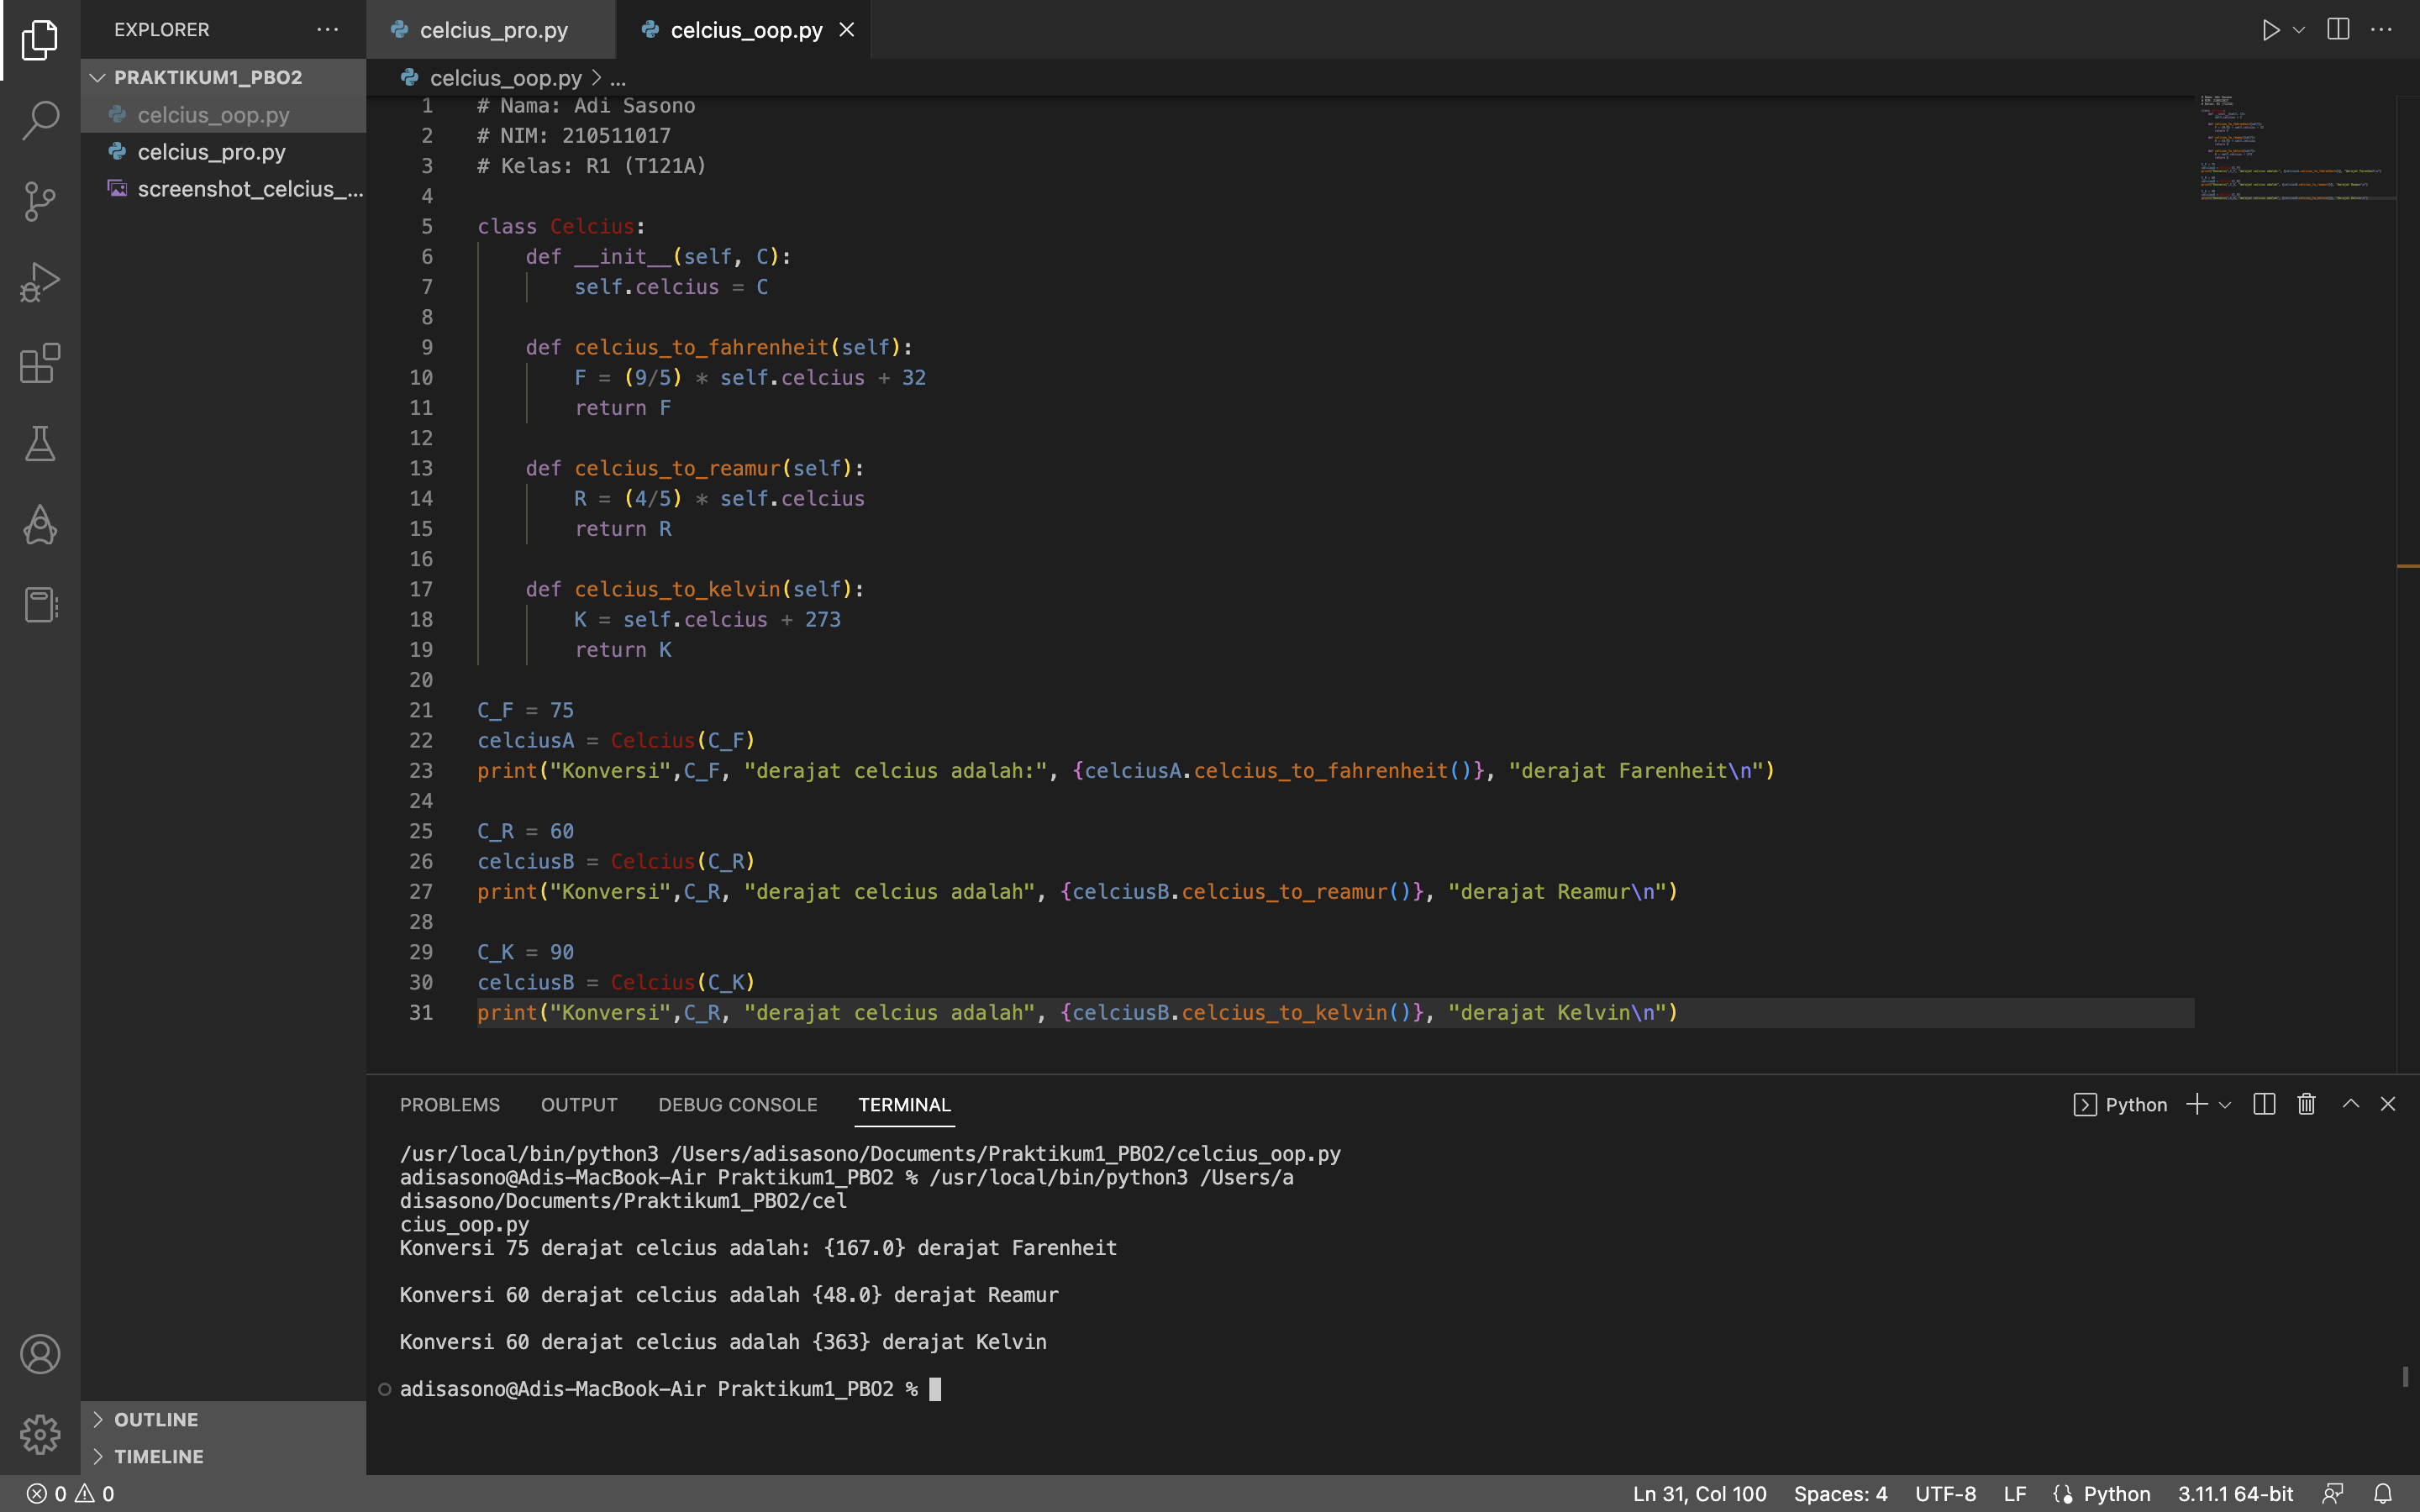 EXPLORER
PRAKTIKUM1_PBO2
celcius_oop.py
celcius_pro.py
screenshot_celcius_...
OUTLINE
TIMELINE
celcius_pro.py
celcius_oop.py
celcius_oop.py > ...
1 # Nama: Adi Sasono
2 # NIM: 210511017
3 # Kelas: R1 (T121A)
4
5 class Celcius:
6     def __init__(self, C):
7         self.celcius = C
8
9     def celcius_to_fahrenheit(self):
10         F = (9/5) * self.celcius + 32
11         return F
12
13     def celcius_to_reamur(self):
14         R = (4/5) * self.celcius
15         return R
16
17     def celcius_to_kelvin(self):
18         K = self.celcius + 273
19         return K
20
21 C_F = 75
22 celciusA = Celcius(C_F)
23 print("Konversi",C_F, "derajat celcius adalah:", {celciusA.celcius_to_fahrenheit()}, "derajat Farenheit\n")
24
25 C_R = 60
26 celciusB = Celcius(C_R)
27 print("Konversi",C_R, "derajat celcius adalah", {celciusB.celcius_to_reamur()}, "derajat Reamur\n")
28
29 C_K = 90
30 celciusB = Celcius(C_K)
31 print("Konversi",C_R, "derajat celcius adalah", {celciusB.celcius_to_kelvin()}, "derajat Kelvin\n")
PROBLEMS OUTPUT DEBUG CONSOLE TERMINAL Python
/usr/local/bin/python3 /Users/adisasono/Documents/Praktikum1_PBO2/celcius_oop.py
adisasono@Adis-MacBook-Air Praktikum1_PBO2 % /usr/local/bin/python3 /Users/a
disasono/Documents/Praktikum1_PBO2/cel
cius_oop.py
Konversi 75 derajat celcius adalah: {167.0} derajat Farenheit
Konversi 60 derajat celcius adalah {48.0} derajat Reamur
Konversi 60 derajat celcius adalah {363} derajat Kelvin
adisasono@Adis-MacBook-Air Praktikum1_PBO2 %
0 0 Ln 31, Col 100 Spaces: 4 UTF-8 LF Python 3.11.1 64-bit